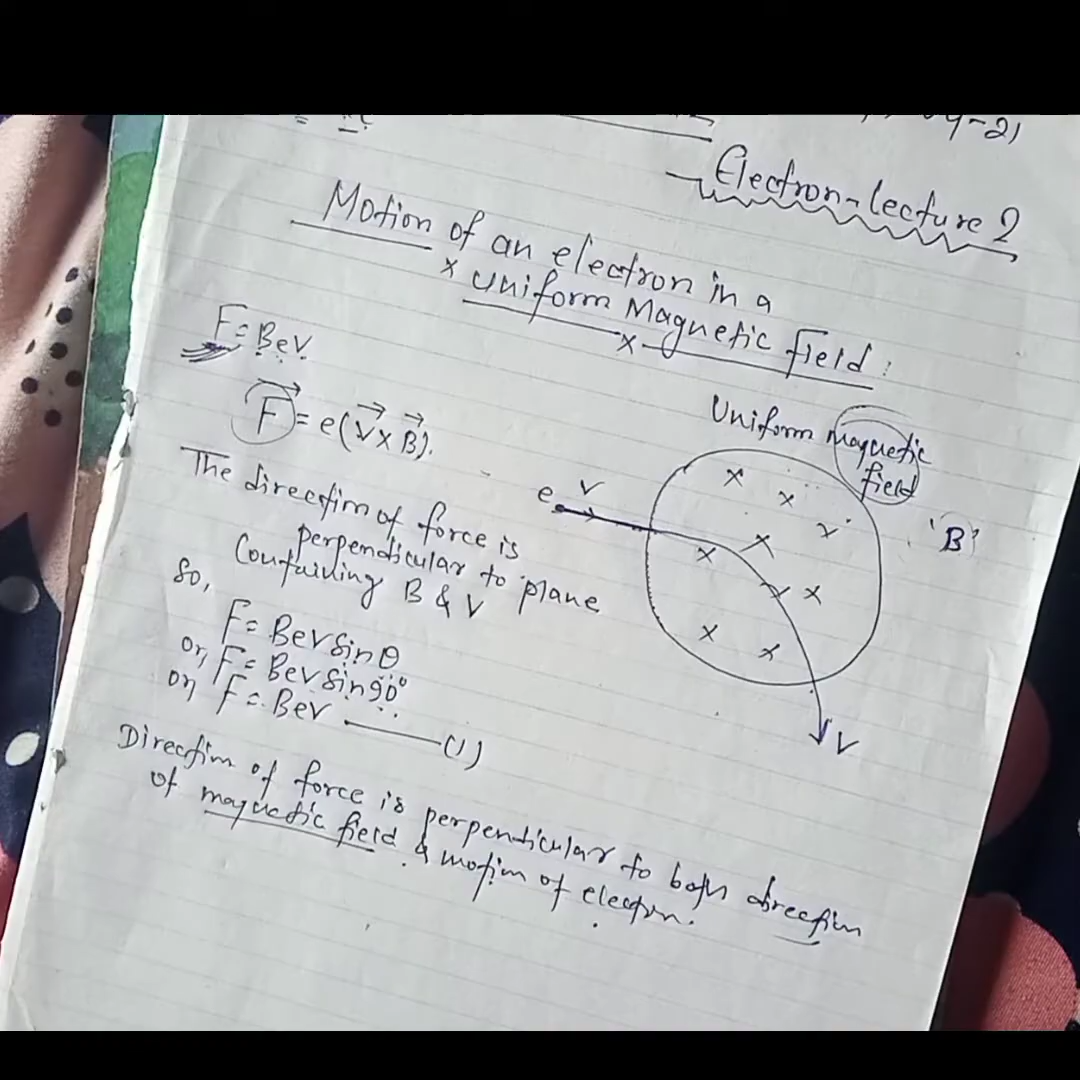 Electron-lecture 2
Motion of an electron in a
× Uniform Magnetic Field:
×
F=BeV
F⃗ = e(V⃗ × B⃗).
Uniform magnetic
field
'B'
e V
× ×
×
× ×
× ×
× ×
V
The direction of force is
perpendicular to plane
Containing B & V
So,
F= BeV Sinθ
or, F= BeV Sin90°
or, F= BeV —(1)
Direction of force is perpendicular to both direction
of magnetic field & motion of electron.